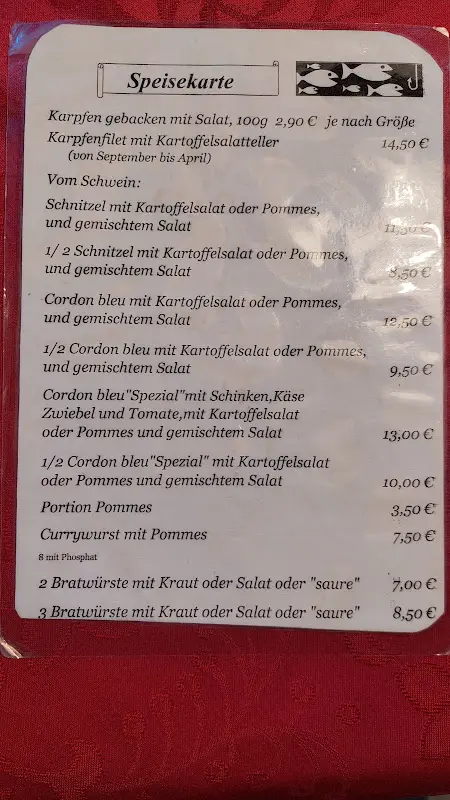 Speisekarte
Karpfen gebacken mit Salat, 100g 2,90 € je nach Größe
Karpfenfilet mit Kartoffelsalatteller 14,50 €
(von September bis April)
Vom Schwein:
Schnitzel mit Kartoffelsalat oder Pommes,
und gemischtem Salat 11,50 €
1/ 2 Schnitzel mit Kartoffelsalat oder Pommes,
und gemischtem Salat 8,50 €
Cordon bleu mit Kartoffelsalat oder Pommes,
und gemischtem Salat 12,50 €
1/2 Cordon bleu mit Kartoffelsalat oder Pommes,
und gemischtem Salat 9,50 €
Cordon bleu"Spezial"mit Schinken,Käse
Zwiebel und Tomate,mit Kartoffelsalat
oder Pommes und gemischtem Salat 13,00 €
1/2 Cordon bleu"Spezial" mit Kartoffelsalat
oder Pommes und gemischtem Salat 10,00 €
Portion Pommes 3,50 €
Currywurst mit Pommes 7,50 €
8 mit Phosphat
2 Bratwürste mit Kraut oder Salat oder "saure" 7,00 €
3 Bratwürste mit Kraut oder Salat oder "saure" 8,50 €